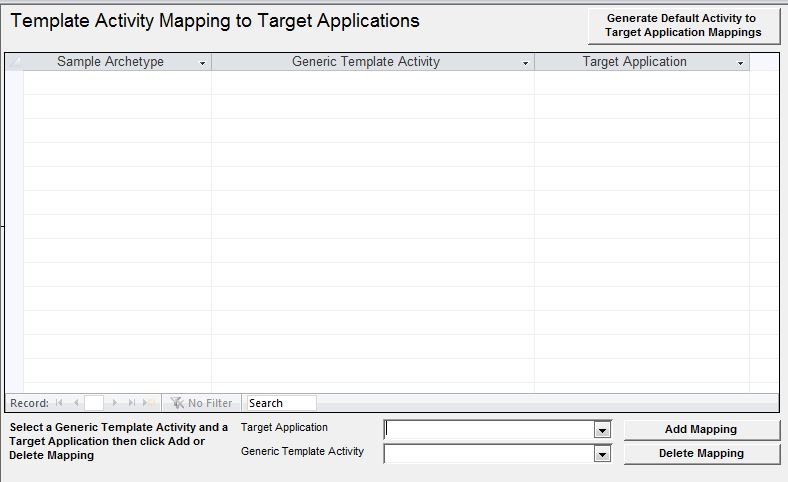 Template Activity Mapping to Target Applications
Generate Default Activity to
Target Application Mappings
Sample Archetype
Generic Template Activity
Target Application
Record:
No Filter
Search
Select a Generic Template Activity and a
Target Application then click Add or
Delete Mapping
Target Application
Generic Template Activity
Add Mapping
Delete Mapping